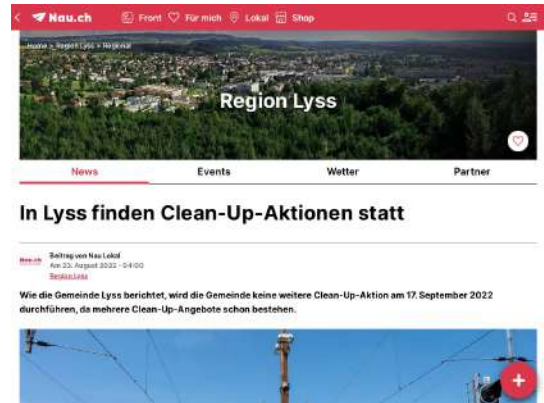 Nau.ch Front Für mich Lokal Shop
Home > Region Lyss > Regional
Region Lyss
News Events Wetter Partner
In Lyss finden Clean-Up-Aktionen statt
Nau.ch
Beitrag von Nau Lokal
Am 23. August 2022 - 04:00
Region Lyss
Wie die Gemeinde Lyss berichtet, wird die Gemeinde keine weitere Clean-Up-Aktion am 17. September 2022
durchführen, da mehrere Clean-Up-Angebote schon bestehen.